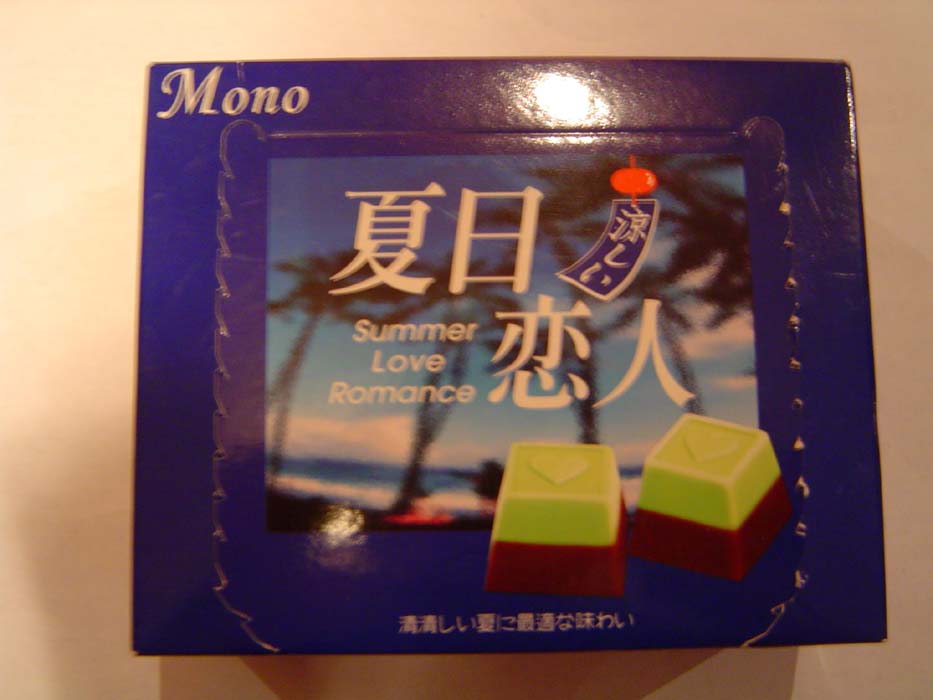 Mono
夏日
涼しい
恋人
Summer
Love
Romance
清清しい夏に最適な味わい